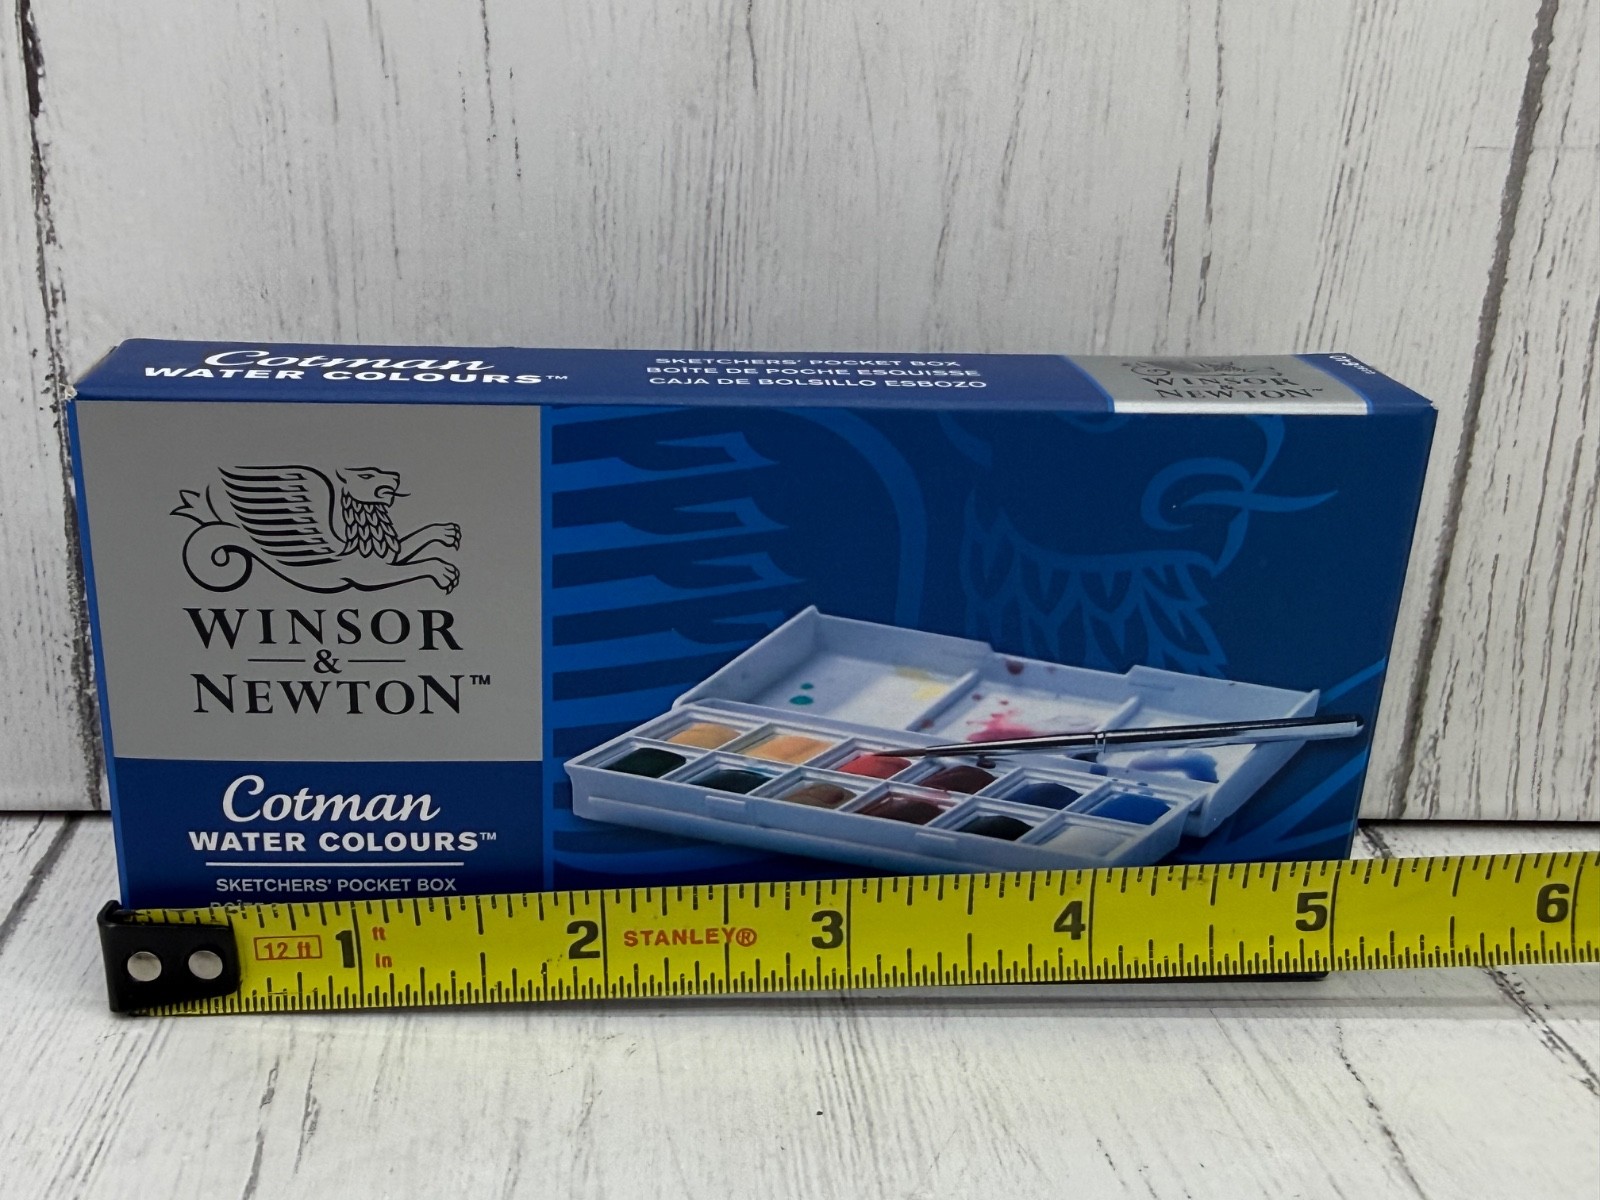 Cotman
WATER COLOURS™
SKETCHERS' POCKET BOX
BOÎTE DE POCHE ESQUISSE
CAJA DE BOLSILLO ESBOZO
WINSOR
&
NEWTON™
WINSOR
&
NEWTON™
Cotman
WATER COLOURS™
SKETCHERS' POCKET BOX
12 ft 1 ft in 2 STANLEY® 3 4 5 6